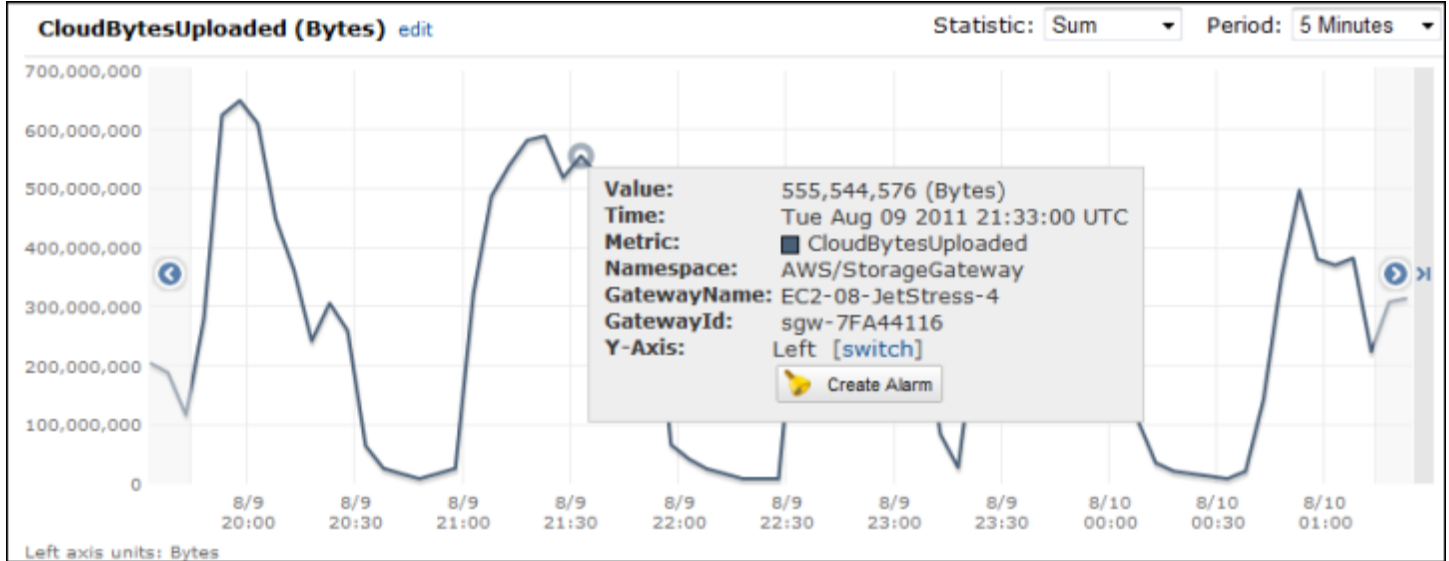 CloudBytesUploaded (Bytes) edit Statistic: Sum Period: 5 Minutes
700,000,000
600,000,000
500,000,000
400,000,000
300,000,000
200,000,000
100,000,000
0
Value: 555,544,576 (Bytes)
Time: Tue Aug 09 2011 21:33:00 UTC
Metric: CloudBytesUploaded
Namespace: AWS/StorageGateway
GatewayName: EC2-08-JetStress-4
GatewayId: sgw-7FA44116
Y-Axis: Left [switch]
Create Alarm
8/9 8/9 8/9 8/9 8/9 8/9 8/9 8/9 8/10 8/10 8/10
20:00 20:30 21:00 21:30 22:00 22:30 23:00 23:30 00:00 00:30 01:00
Left axis units: Bytes